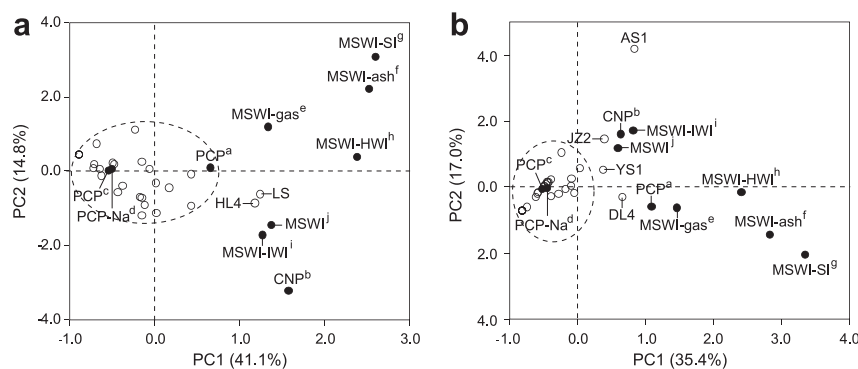 a
4.0
2.0
0.0
-2.0
-4.0
PC2 (14.8%)
-1.0 0.0 1.0 2.0 3.0
PC1 (41.1%)
MSWI-SI^g
MSWI-ash^f
MSWI-gas^e
MSWI-HWI^h
PCP^a
PCP^c
PCP-Na^d
HL4
LS
MSWI^j
MSWI-IWI^i
CNP^b
b
4.0
2.0
0.0
2.0
4.0
PC2 (17.0%)
-1.0 0.0 1.0 2.0 3.0 4.0
PC1 (35.4%)
AS1
CNP^b
MSWI-IWI^i
JZ2
MSWI^j
PCP^c
YS1
MSWI-HWI^h
PCP^a
PCP-Na^d
DL4
MSWI-gas^e
MSWI-ash^f
MSWI-SI^g